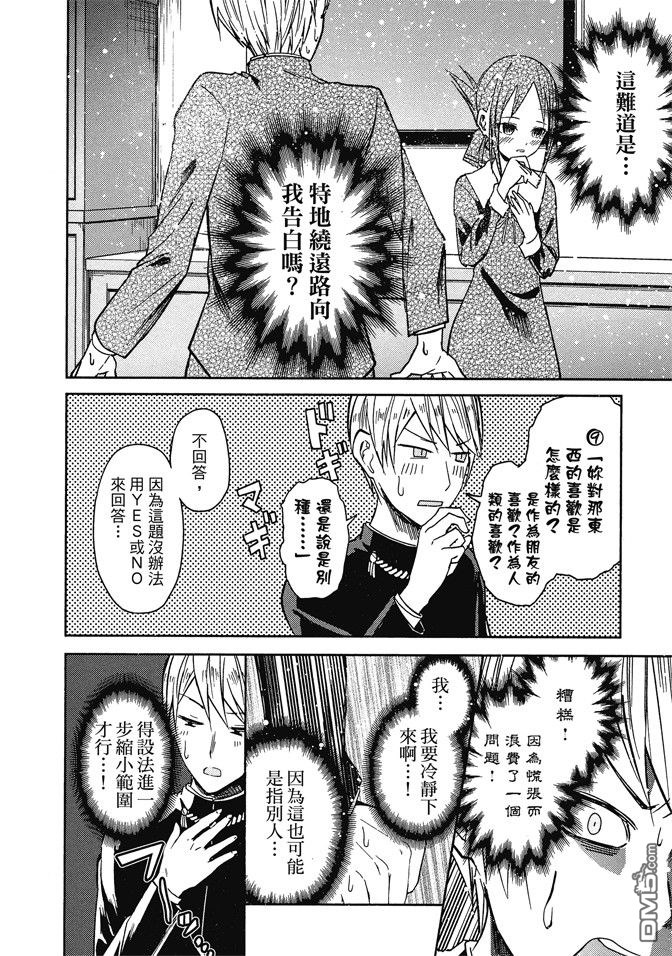 這難道是…
特地繞遠路向
我告白嗎？
⑨「妳對那東
西的喜歡是
怎麼樣的？
是作為朋友的
喜歡？作為人
類的喜歡？
還是說是別
種……」
ドギ
マギ
不回答，
因為這題沒辦法
用YES或NO
來回答…
糟糕！
因為慌張而
浪費了一個
問題！
我…
我要冷靜下
來啊…！
因為這也可能
是指別人…
得設法進一
步縮小範圍
才行…！
DM5.com